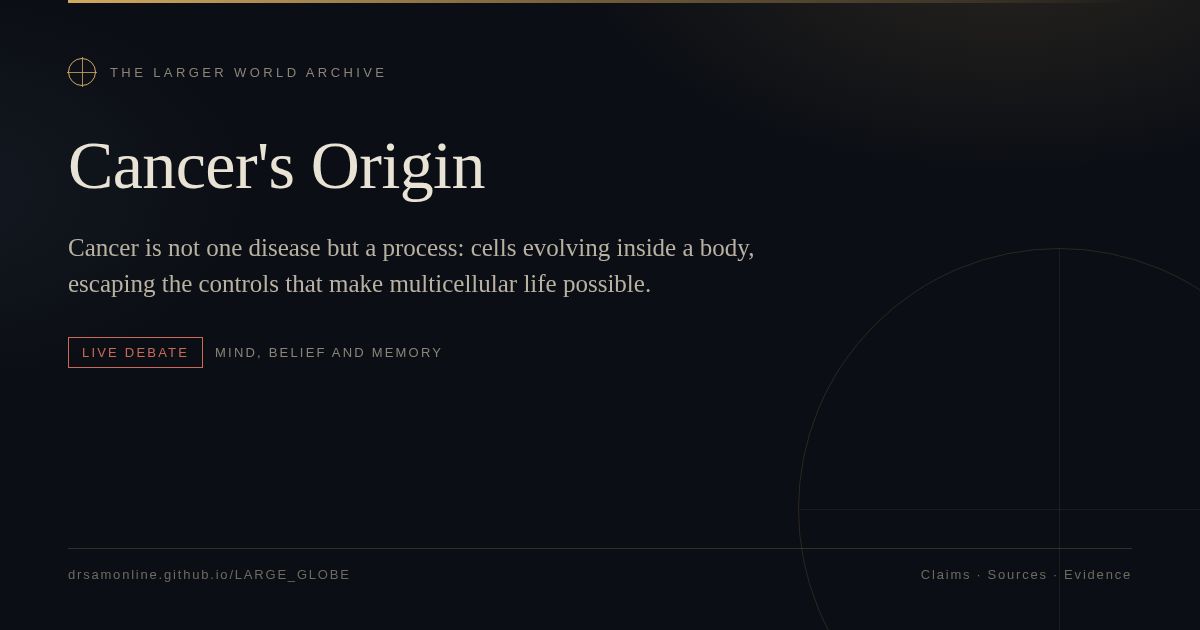 THE LARGER WORLD ARCHIVE
Cancer's Origin
Cancer is not one disease but a process: cells evolving inside a body,
escaping the controls that make multicellular life possible.
LIVE DEBATE MIND, BELIEF AND MEMORY
drsamonline.github.io/LARGE_GLOBE Claims · Sources · Evidence